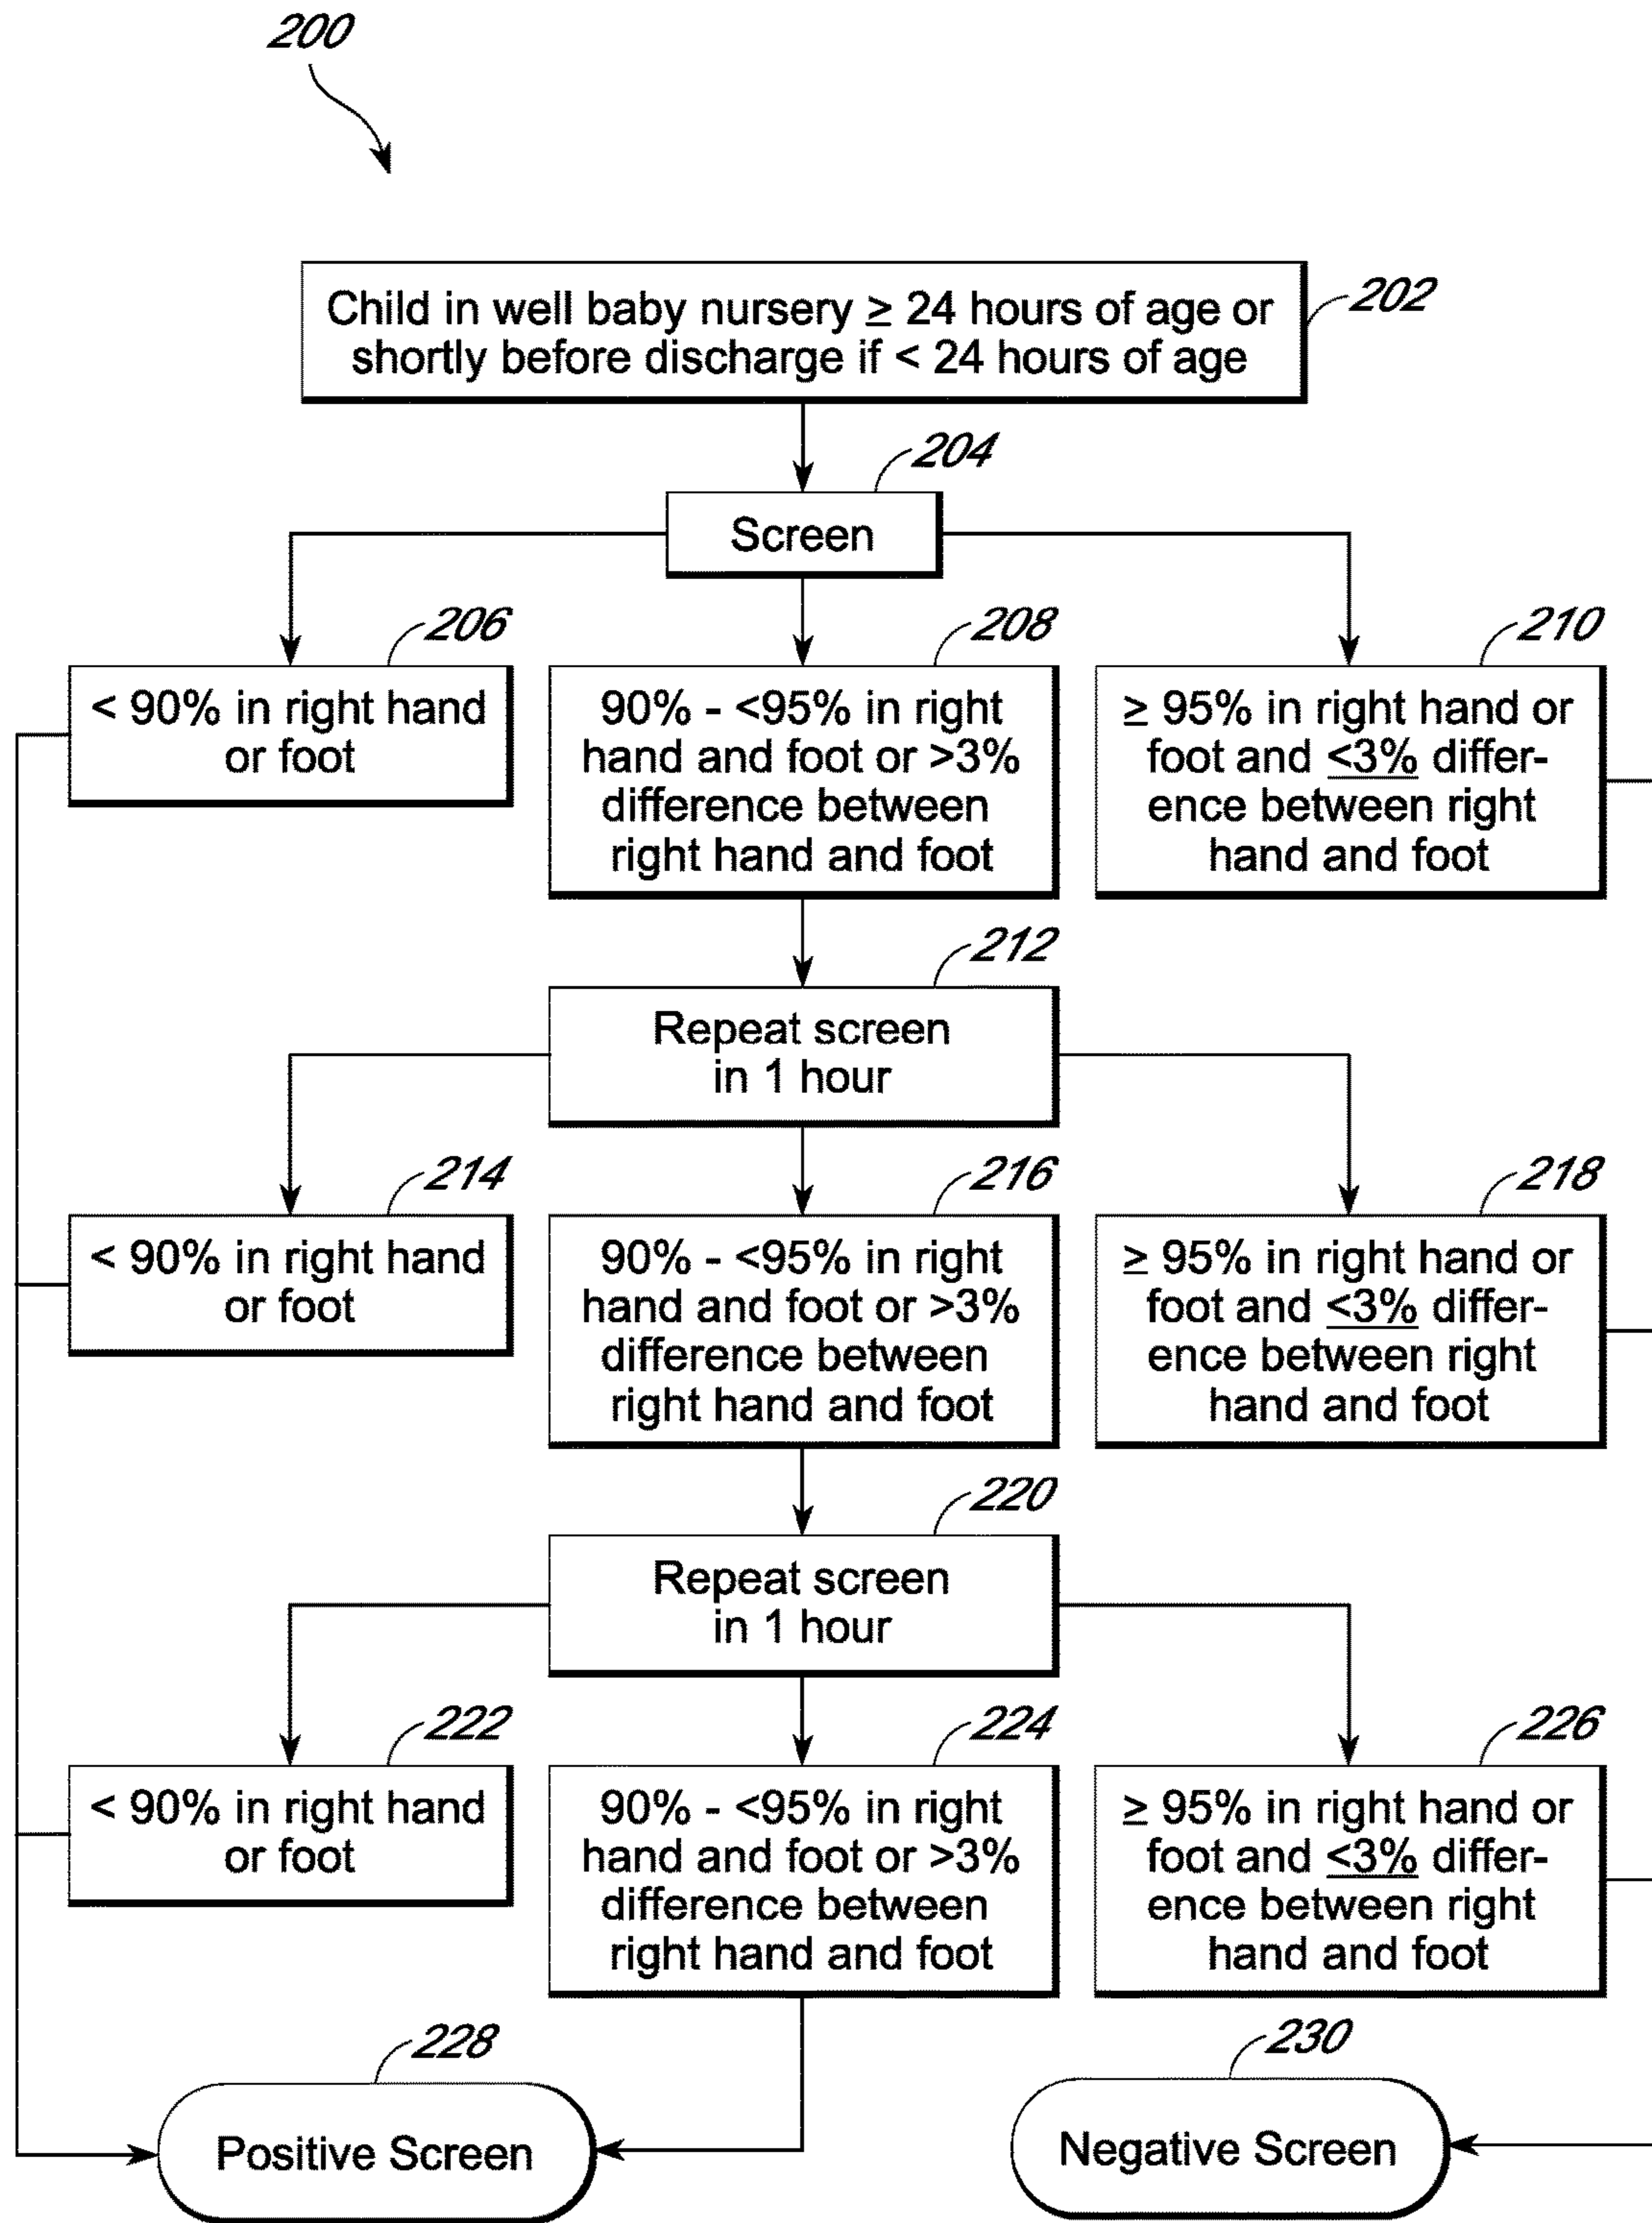 200
202
Child in well baby nursery ≥ 24 hours of age or
shortly before discharge if < 24 hours of age
204
Screen
206
< 90% in right hand
or foot
208
90% - <95% in right
hand and foot or >3%
difference between
right hand and foot
210
≥ 95% in right hand or
foot and <3% differ-
ence between right
hand and foot
212
Repeat screen
in 1 hour
214
< 90% in right hand
or foot
216
90% - <95% in right
hand and foot or >3%
difference between
right hand and foot
218
≥ 95% in right hand or
foot and <3% differ-
ence between right
hand and foot
220
Repeat screen
in 1 hour
222
< 90% in right hand
or foot
224
90% - <95% in right
hand and foot or >3%
difference between
right hand and foot
226
≥ 95% in right hand or
foot and <3% differ-
ence between right
hand and foot
228
Positive Screen
230
Negative Screen